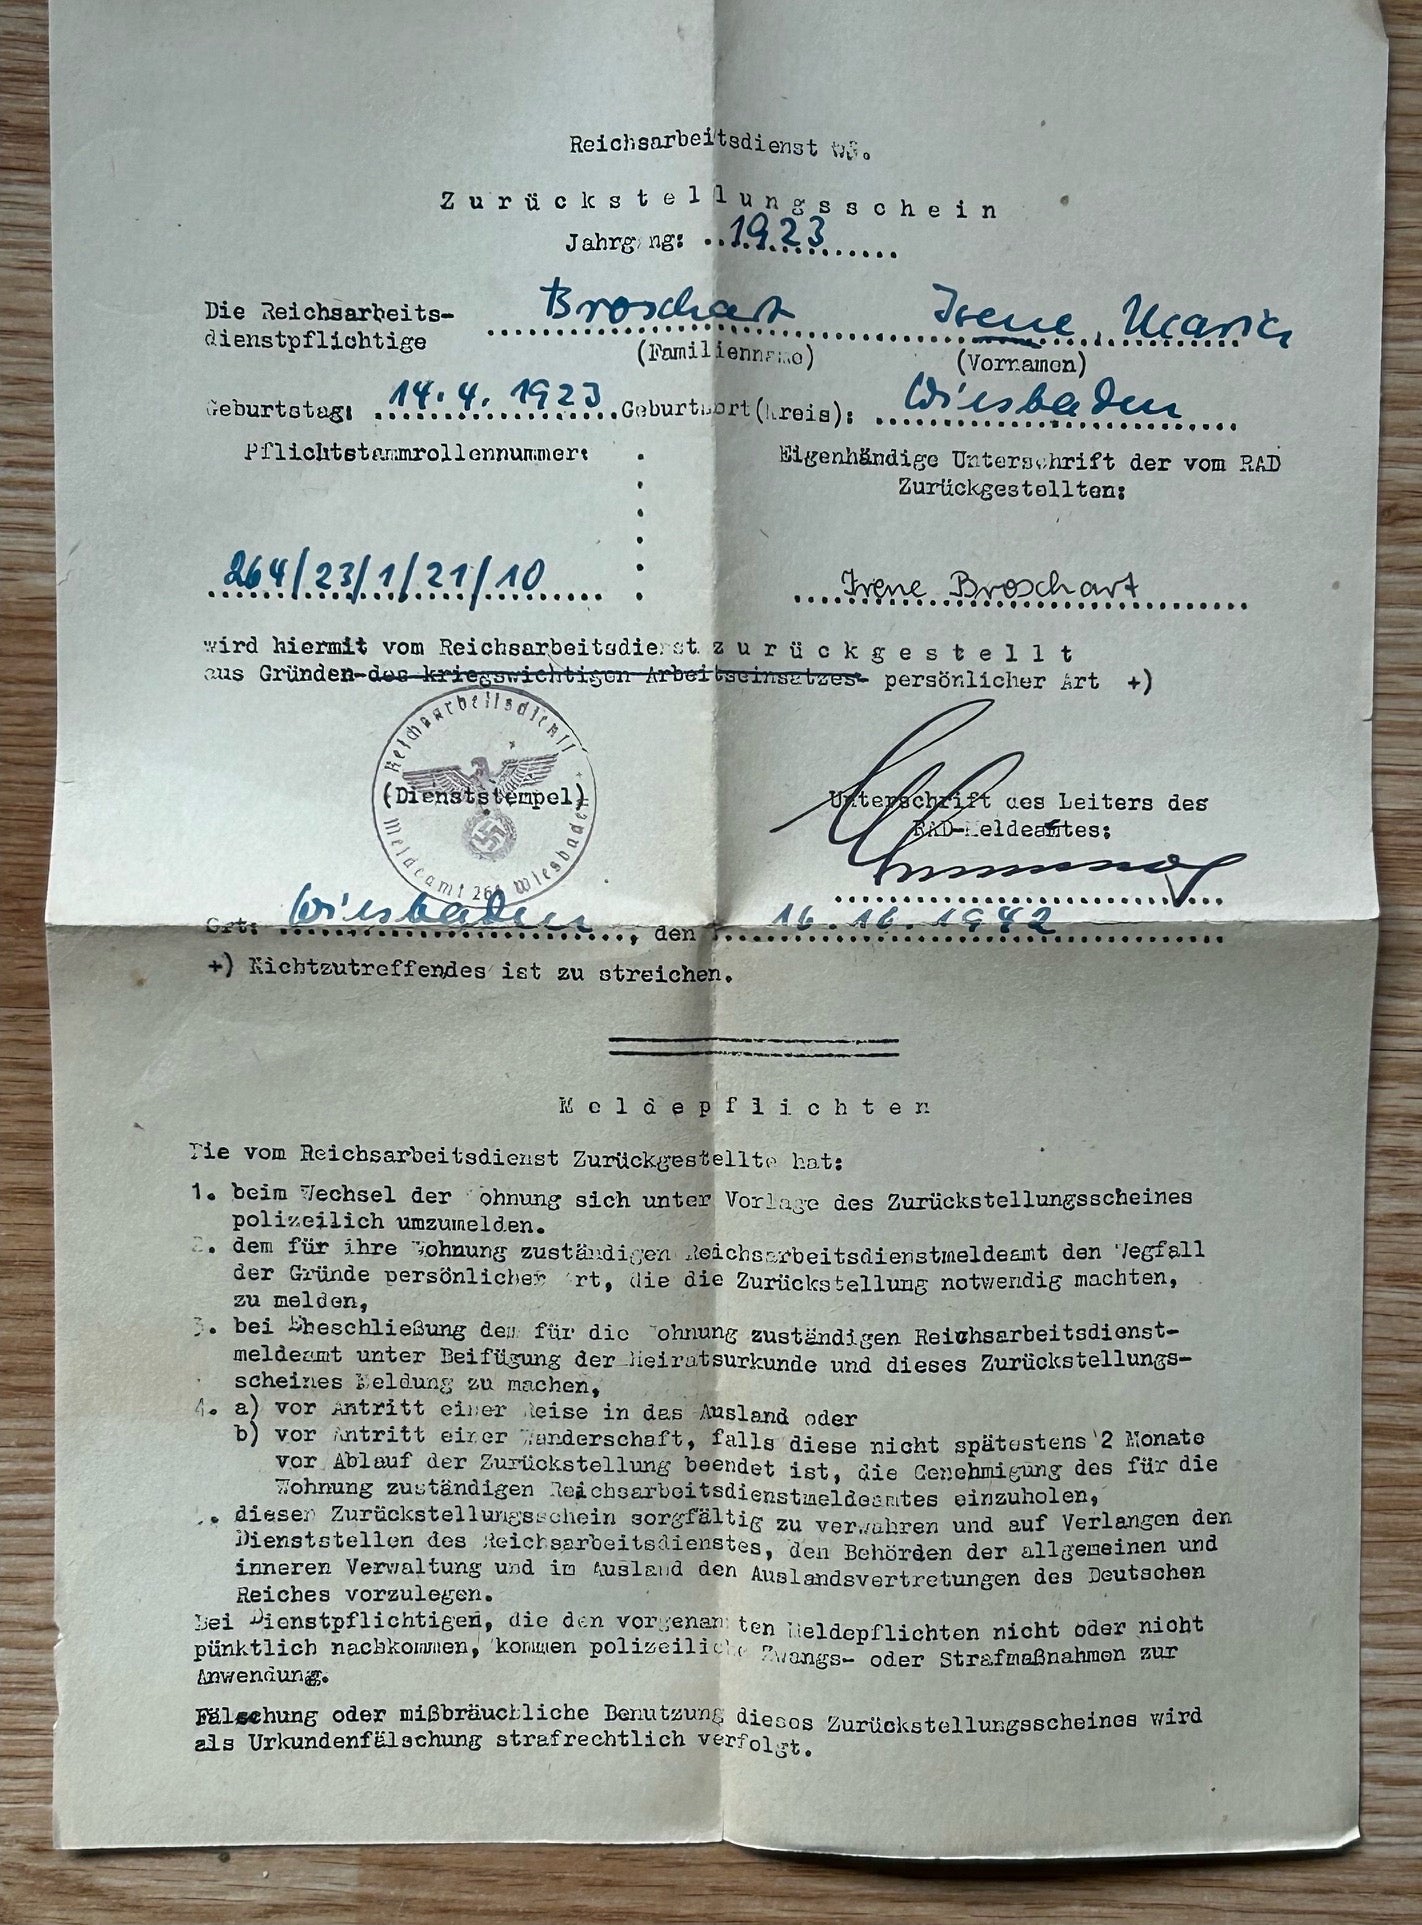 Reichsarbeitsdienst
Zurückstellungsschein
Jahrgang: 1923
Die Reichsarbeits- Broschart Irene, Maria
dienstpflichtige (Familienname) (Vornamen)
Geburtstag: 14.4.1923 Geburtsort(Kreis): Wiesbaden
Pflichtstammrollennummer: Eigenhändige Unterschrift der vom RAD
Zurückgestellten:
264/23/1/21/10 Irene Broschart
wird hiermit vom Reichsarbeitsdienst zurückgestellt
aus Gründen des kriegswichtigen Arbeitseinsatzes persönlicher Art +)
Reichsarbeitsdienst
Meldeamt 264 Wiesbaden
(Dienststempel)
Unterschrift des Leiters des
RAD-Meldeamtes:
Ort: Wiesbaden, den 16.10.1942
+) Nichtzutreffendes ist zu streichen.
Meldepflichten
Die vom Reichsarbeitsdienst Zurückgestellte hat:
1. beim Wechsel der Wohnung sich unter Vorlage des Zurückstellungsscheines
polizeilich umzumelden.
2. dem für ihre Wohnung zuständigen Reichsarbeitsdienstmeldeamt den Wegfall
der Gründe persönlicher Art, die die Zurückstellung notwendig machten,
zu melden,
3. bei Eheschließung dem für die Wohnung zuständigen Reichsarbeitsdienst-
meldeamt unter Beifügung der Heiratsurkunde und dieses Zurückstellungs-
scheines Meldung zu machen,
4. a) vor Antritt einer Reise in das Ausland oder
b) vor Antritt einer Wanderschaft, falls diese nicht spätestens 2 Monate
vor Ablauf der Zurückstellung beendet ist, die Genehmigung des für die
Wohnung zuständigen Reichsarbeitsdienstmeldeamtes einzuholen,
5. diesen Zurückstellungsschein sorgfältig zu verwahren und auf Verlangen den
Dienststellen des Reichsarbeitsdienstes, den Behörden der allgemeinen und
inneren Verwaltung und im Ausland den Auslandsvertretungen des Deutschen
Reiches vorzulegen.
Bei Dienstpflichtigen, die den vorgenannten Meldepflichten nicht oder nicht
pünktlich nachkommen, kommen polizeiliche Zwangs- oder Strafmaßnahmen zur
Anwendung.
Fälschung oder mißbräuchliche Benutzung dieses Zurückstellungsscheines wird
als Urkundenfälschung strafrechtlich verfolgt.